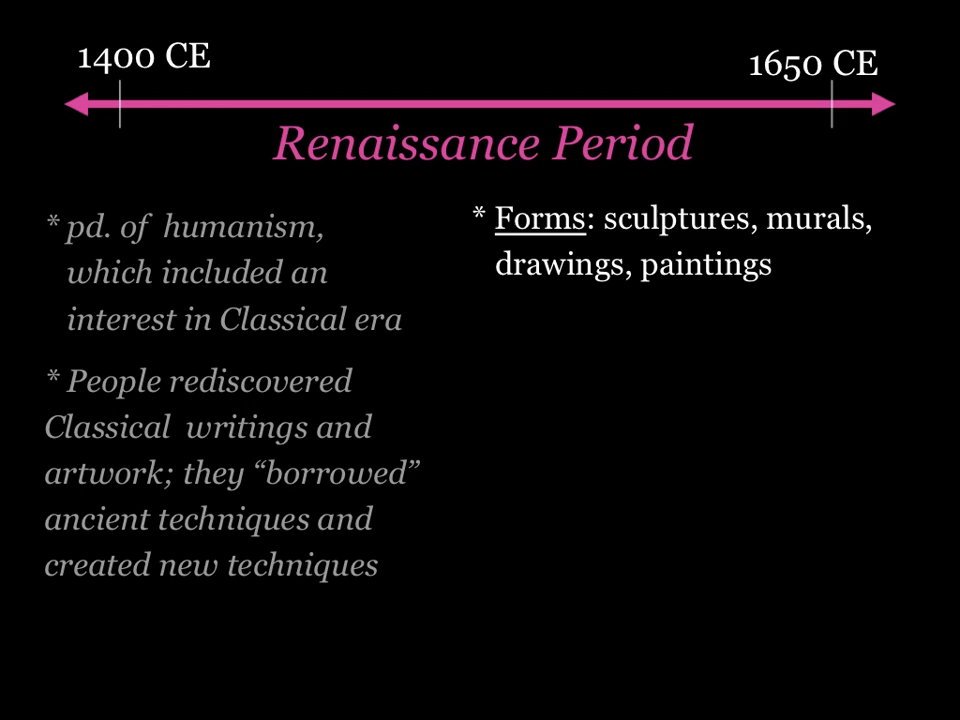 1400 CE
1650 CE
Renaissance Period
* pd. of humanism,
which included an
interest in Classical era
* People rediscovered
Classical writings and
artwork; they “borrowed”
ancient techniques and
created new techniques
* Forms: sculptures, murals,
drawings, paintings